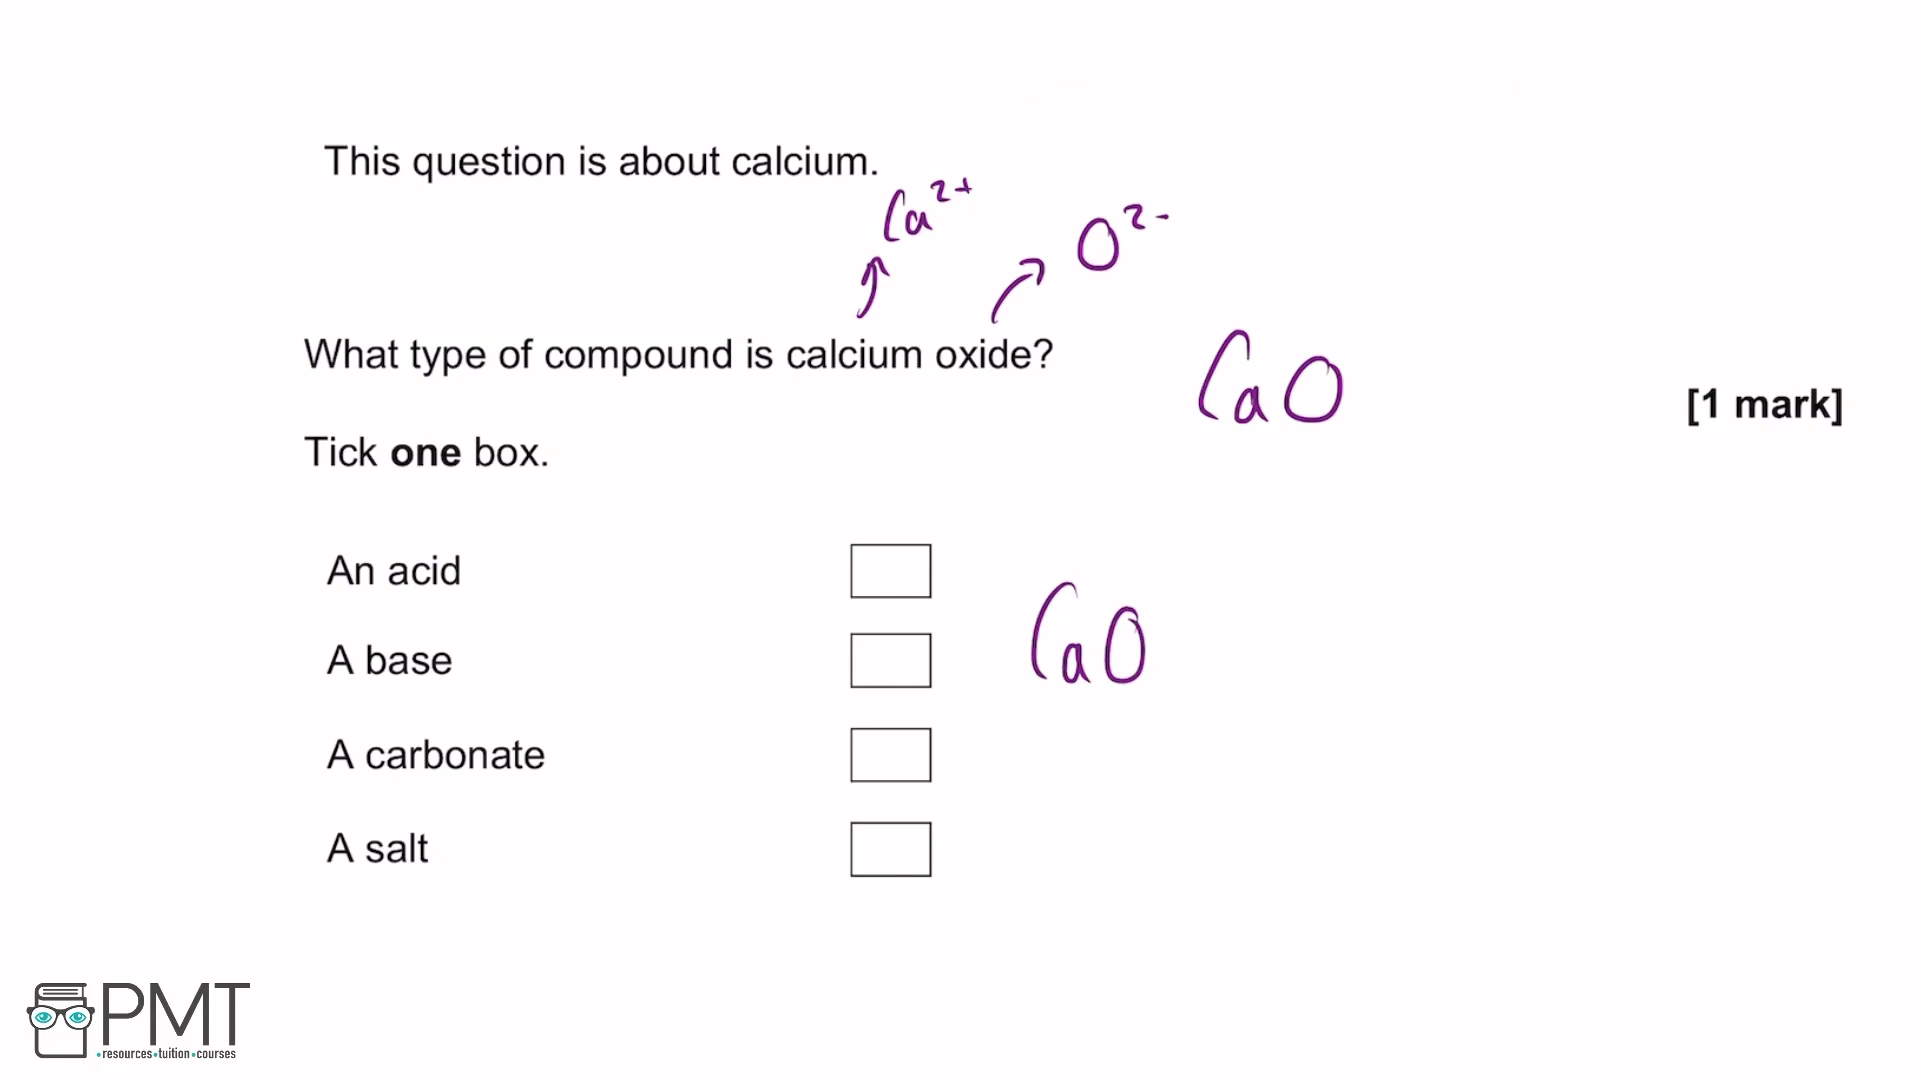 This question is about calcium.
Ca²⁺
O²⁻
What type of compound is calcium oxide?
CaO
[1 mark]
Tick one box.
An acid
A base
CaO
A carbonate
A salt
PMT
•resources•tuition•courses